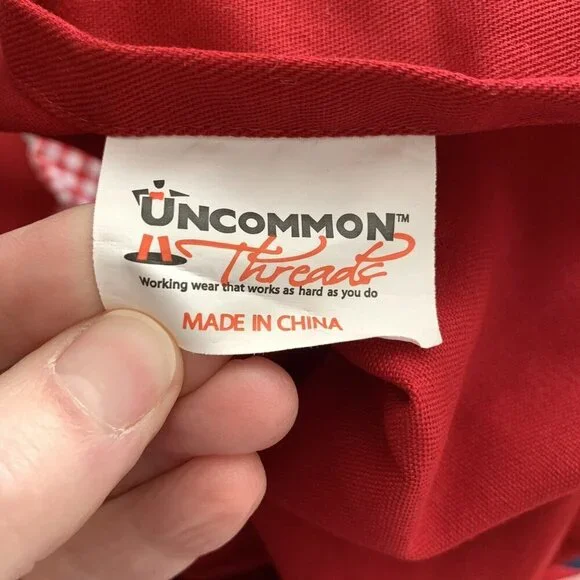 UNCOMMON™
Threads
Working wear that works as hard as you do
MADE IN CHINA